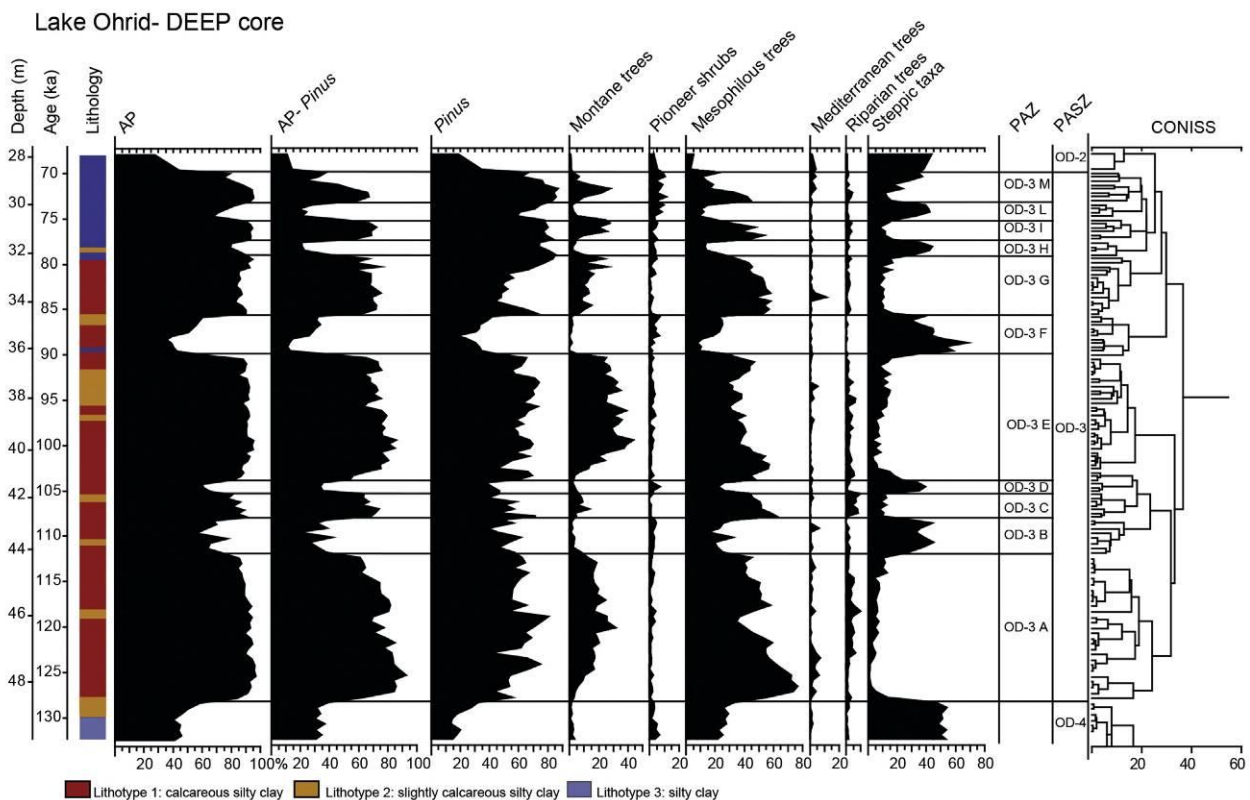 Lake Ohrid- DEEP core
Depth (m)
Age (ka)
Lithology
AP
AP- Pinus
Pinus
Montane trees
Pioneer shrubs
Mesophilous trees
Mediterranean trees
Riparian trees
Steppic taxa
PAZ
PASZ
CONISS
28
30
32
34
36
38
40
42
44
46
48
70
75
80
85
90
95
100
105
110
115
120
125
130
OD-3 M
OD-3 L
OD-3 I
OD-3 H
OD-3 G
OD-3 F
OD-3 E
OD-3 D
OD-3 C
OD-3 B
OD-3 A
OD-2
OD-3
OD-4
20 40 60 80 100% 20 40 60 80 20 40 60 80 20 40 20 20 40 60 80 20 20 20 40 60 80
20 40 60
Lithotype 1: calcareous silty clay Lithotype 2: slightly calcareous silty clay Lithotype 3: silty clay